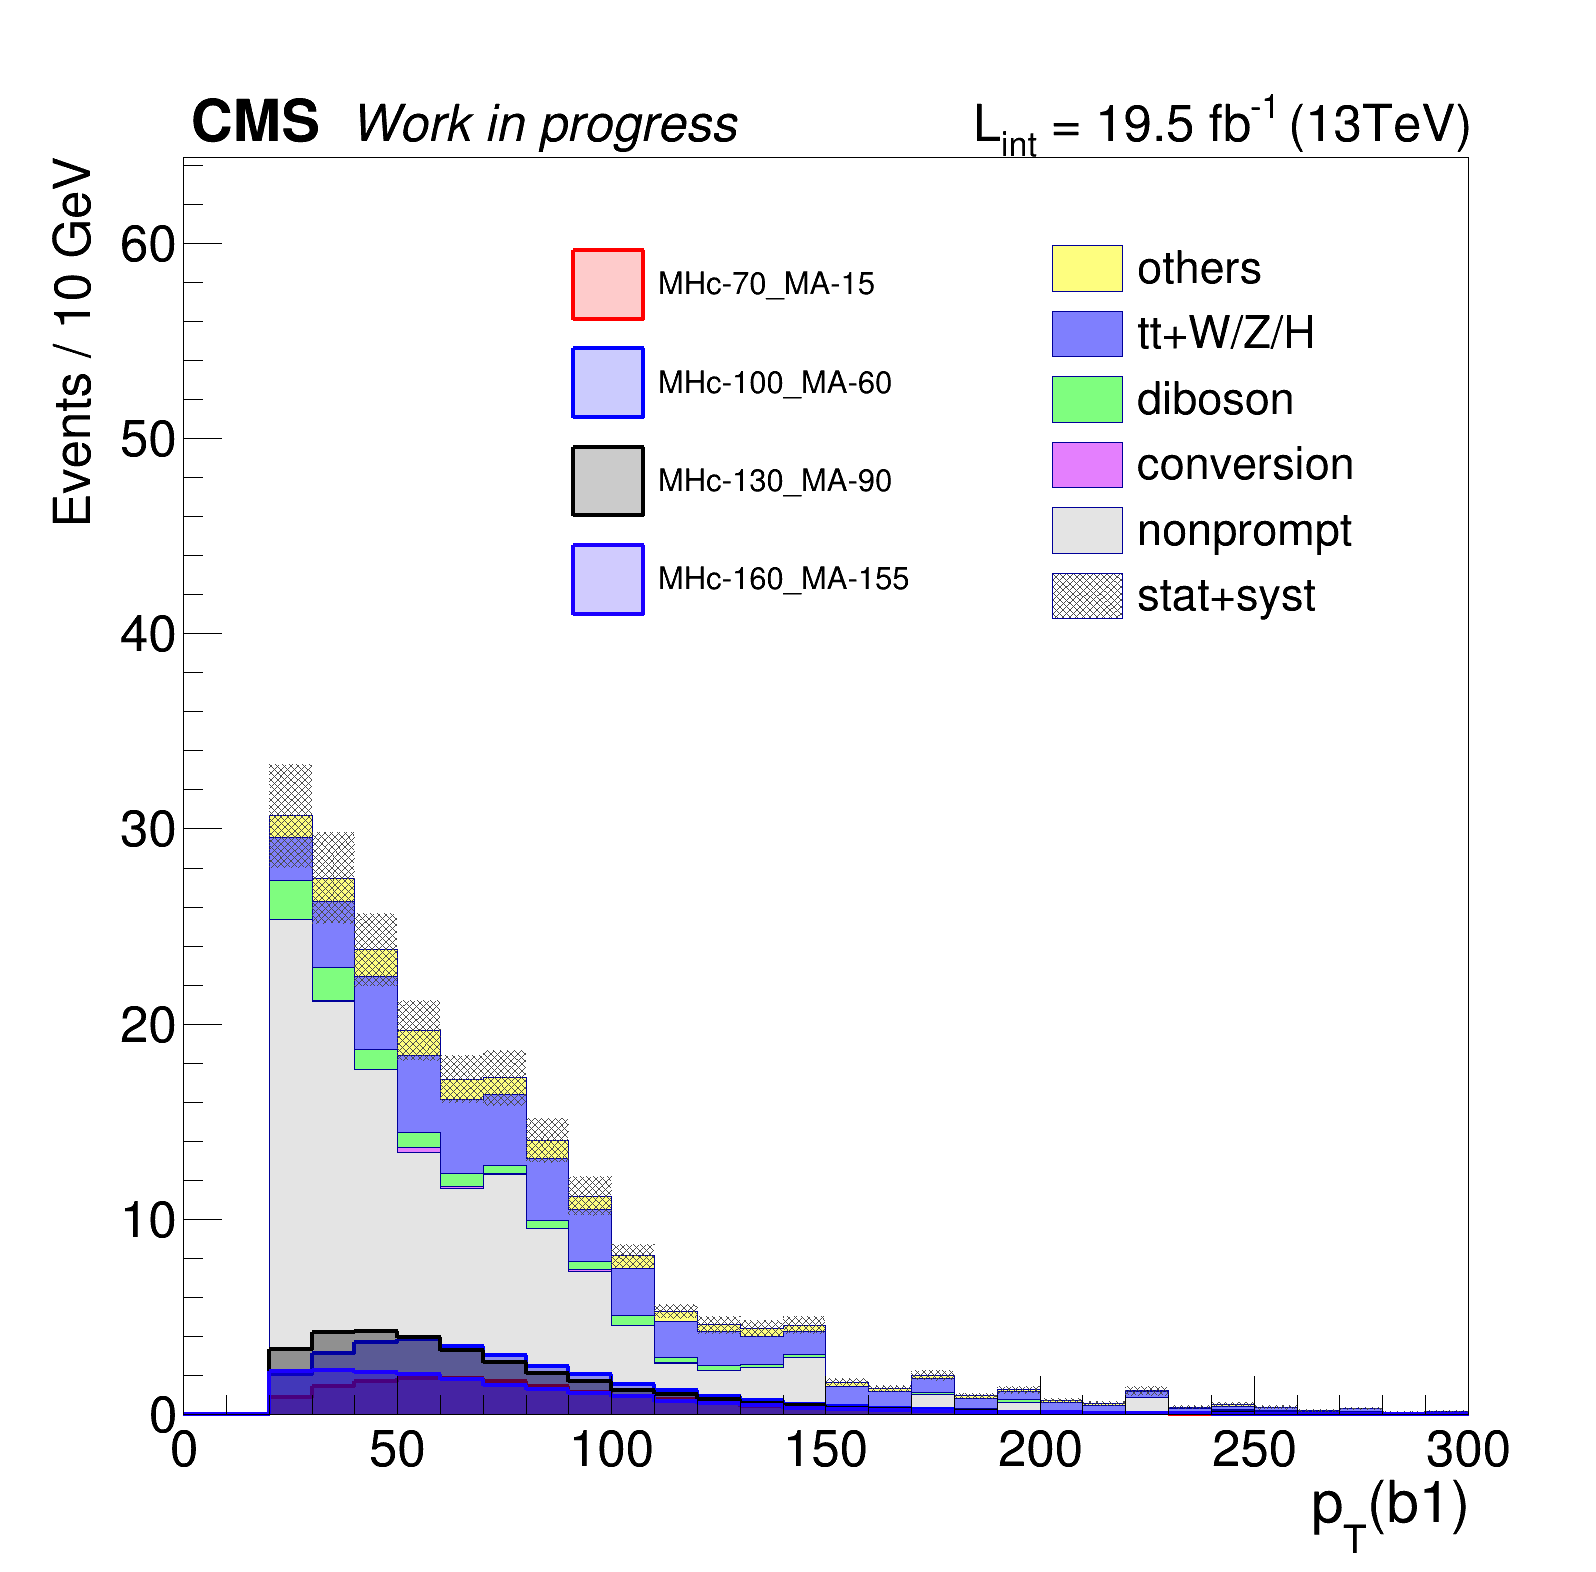 CMS Work in progress
L_int = 19.5 fb^-1 (13TeV)
Events / 10 GeV
60
50
40
30
20
10
0
MHc-70_MA-15
MHc-100_MA-60
MHc-130_MA-90
MHc-160_MA-155
others
tt+W/Z/H
diboson
conversion
nonprompt
stat+syst
0 50 100 150 200 250 300
p_T(b1)